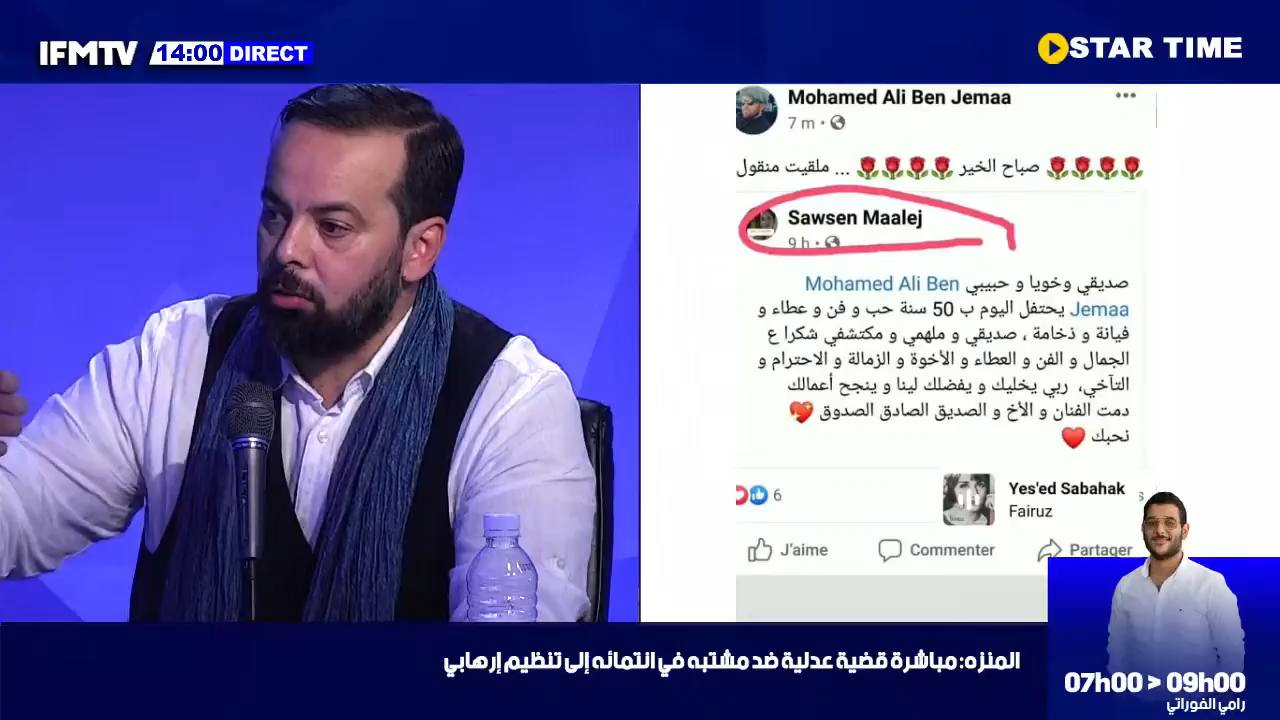 IFMTV 14:00 DIRECT
STAR TIME
Mohamed Ali Ben Jemaa
7 m
صباح الخير ... ملقيت منقول
Sawsen Maalej
9 h
صديقي وخويا و حبيبي Mohamed Ali Ben
Jemaa يحتفل اليوم ب 50 سنة حب و فن و عطاء و
فيانة و ذخامة ، صديقي و ملهمي و مكتشفي شكرا ع
الجمال و الفن و العطاء و الأخوة و الزمالة و الاحترام و
التآخي، ربي يخليك و يفضلك لينا و ينجح أعمالك
دمت الفنان و الأخ و الصديق الصادق الصدوق
نحبك
6
Yes'ed Sabahak
Fairuz
J'aime Commenter Partager
المنزه: مباشرة قضية عدلية ضد مشتبه في انتمائه إلى تنظيم إرهابي
07h00 < 09h00
رامي الفوراتي